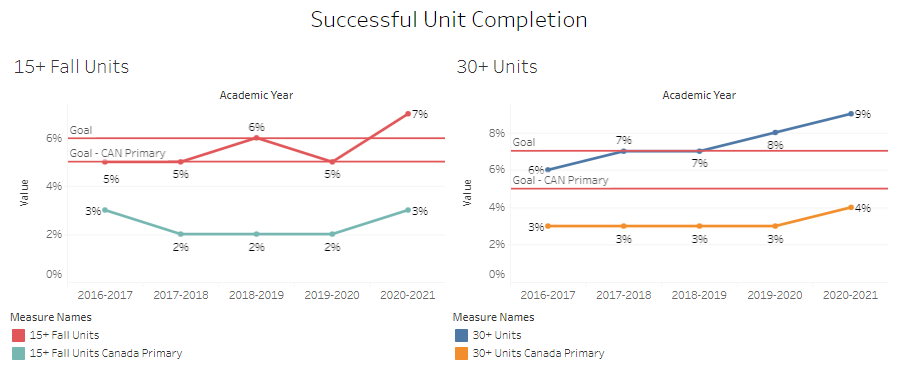 Successful Unit Completion
15+ Fall Units
Academic Year
Value
6%
4%
2%
0%
Goal
Goal - CAN Primary
5%
5%
6%
5%
7%
3%
2%
2%
2%
3%
2016-2017 2017-2018 2018-2019 2019-2020 2020-2021
Measure Names
15+ Fall Units
15+ Fall Units Canada Primary
30+ Units
Academic Year
Value
8%
6%
4%
2%
0%
Goal
Goal - CAN Primary
6%
7%
7%
8%
9%
3%
3%
3%
3%
4%
2016-2017 2017-2018 2018-2019 2019-2020 2020-2021
Measure Names
30+ Units
30+ Units Canada Primary